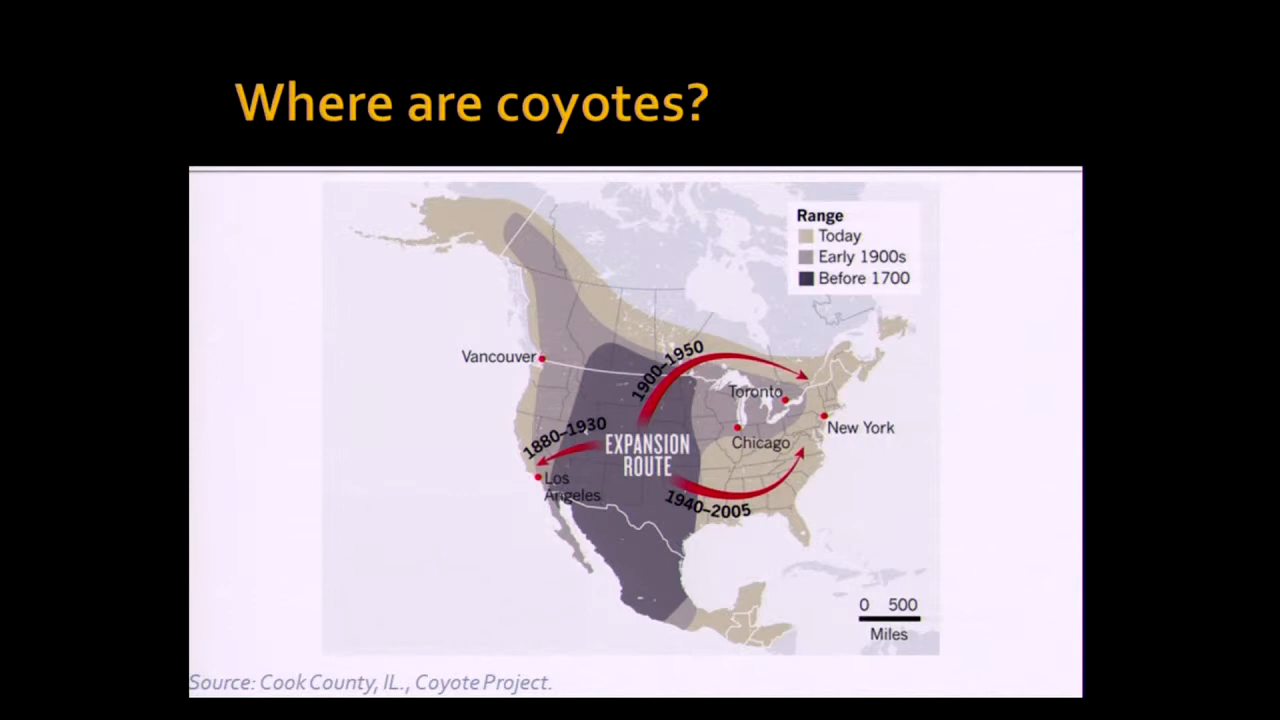 Where are coyotes?
Range
Today
Early 1900s
Before 1700
1900–1950
Vancouver
Toronto
1880–1930
New York
EXPANSION
ROUTE
Chicago
Los
Angeles
1940–2005
0 500
Miles
Source: Cook County, IL., Coyote Project.